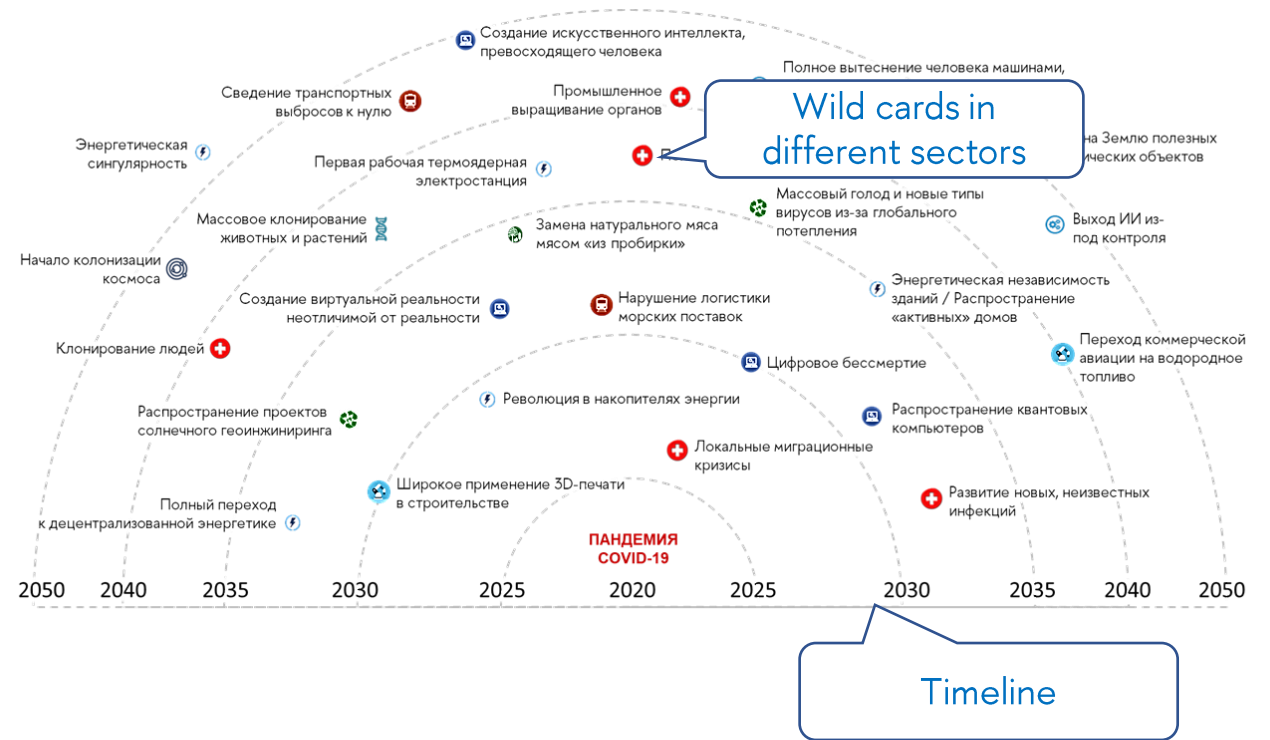 Создание искусственного интеллекта,
превосходящего человека
Полное вытеснение человека машинами,
Сведение транспортных
выбросов к нулю
Промышленное
выращивание органов
Wild cards in
different sectors
Энергетическая
сингулярность
Первая рабочая термоядерная
электростанция
на Землю полезных
объектов
Массовое клонирование
животных и растений
Замена натурального мяса
мясом «из пробирки»
Массовый голод и новые типы
вирусов из-за глобального
потепления
Выход ИИ из-
под контроля
Начало колонизации
космоса
Создание виртуальной реальности
неотличимой от реальности
Нарушение логистики
морских поставок
Энергетическая независимость
зданий / Распространение
«активных» домов
Клонирование людей
Цифровое бессмертие
Переход коммерческой
авиации на водородное
топливо
Распространение проектов
солнечного геоинжиниринга
Революция в накопителях энергии
Распространение квантовых
компьютеров
Локальные миграционные
кризисы
Широкое применение 3D-печати
в строительстве
Развитие новых, неизвестных
инфекций
Полный переход
к децентрализованной энергетике
ПАНДЕМИЯ
COVID-19
2050 2040 2035 2030 2025 2020 2025 2030 2035 2040 2050
Timeline